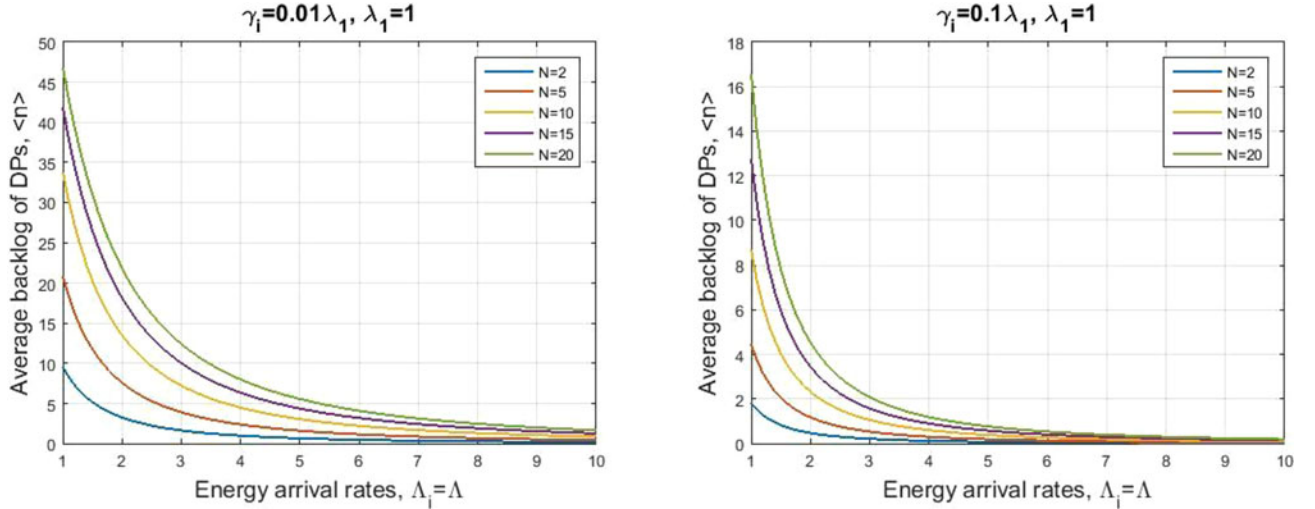 γᵢ=0.01λ₁, λ₁=1
Average backlog of DPs, <n>
50
45
40
35
30
25
20
15
10
5
0
N=2
N=5
N=10
N=15
N=20
1 2 3 4 5 6 7 8 9 10
Energy arrival rates, Λᵢ=Λ
γᵢ=0.1λ₁, λ₁=1
Average backlog of DPs, <n>
18
16
14
12
10
8
6
4
2
0
N=2
N=5
N=10
N=15
N=20
1 2 3 4 5 6 7 8 9 10
Energy arrival rates, Λᵢ=Λ